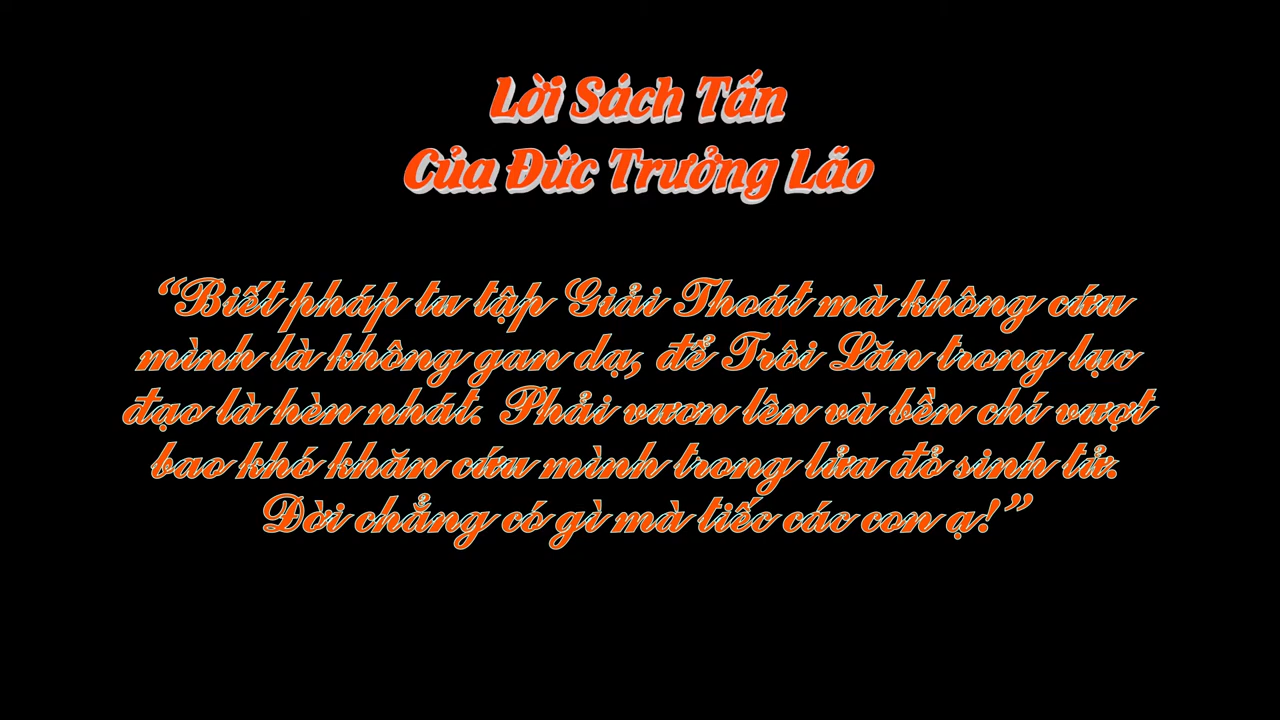 Lời Sách Tấn
Của Đức Trưởng Lão
“Biết pháp tu tập Giải Thoát mà không cứu
mình là không gan dạ, để Trôi Lăn trong lục
đạo là hèn nhát. Phải vươn lên và bền chí vượt
bao khó khăn cứu mình trong lửa đỏ sinh tử.
Đời chẳng có gì mà tiếc các con ạ!”